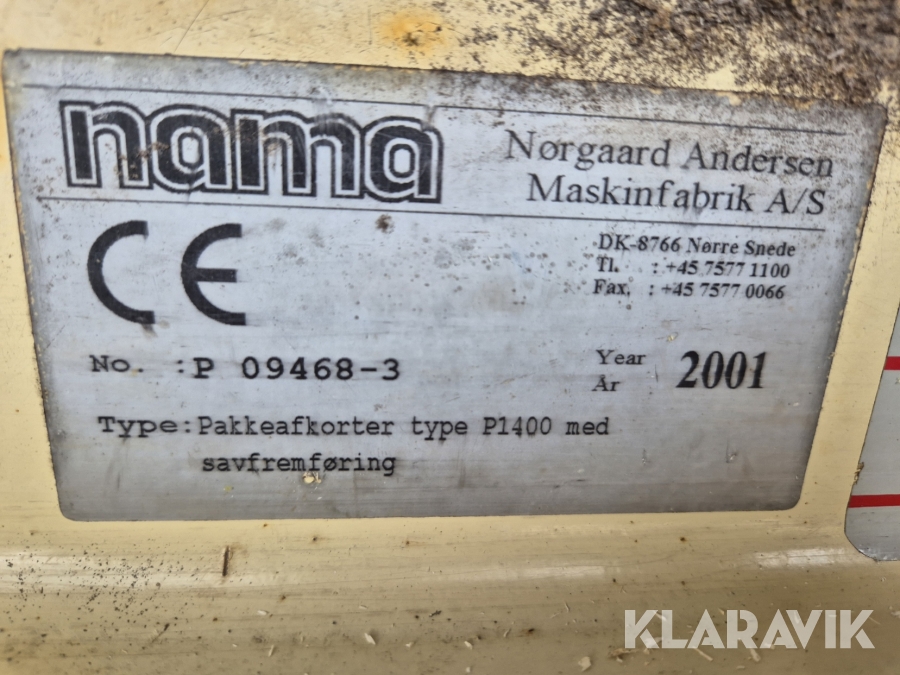 nama
Nørgaard Andersen
Maskinfabrik A/S
DK-8766 Nørre Snede
Tl. : +45 7577 1100
Fax. : +45 7577 0066
No. :P 09468-3
Year
År
2001
Type:Pakkeafkorter type P1400 med
savfremføring
KLARAVIK